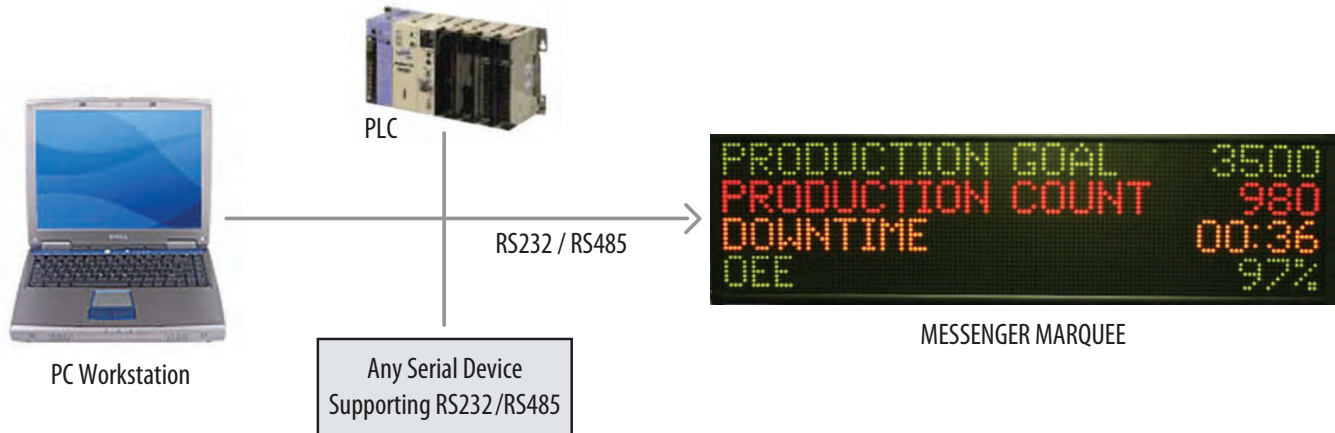 PLC
PRODUCTION GOAL 3500
PRODUCTION COUNT 980
DOWNTIME 00:36
OEE 97%
RS232 / RS485
MESSENGER MARQUEE
PC Workstation
Any Serial Device
Supporting RS232/RS485